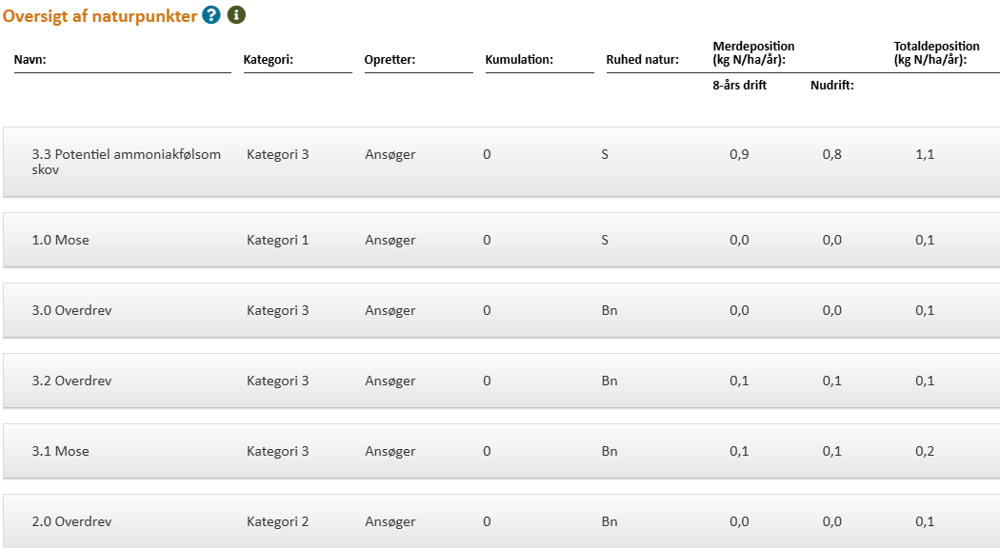 Oversigt af naturpunkter ? i
Navn: Kategori: Opretter: Kumulation: Ruhed natur: Merdeposition (kg N/ha/år): Totaldeposition (kg N/ha/år):
8-års drift Nudrift:
3.3 Potentiel ammoniakfølsom Kategori 3 Ansøger 0 S 0,9 0,8 1,1
skov
1.0 Mose Kategori 1 Ansøger 0 S 0,0 0,0 0,1
3.0 Overdrev Kategori 3 Ansøger 0 Bn 0,0 0,0 0,1
3.2 Overdrev Kategori 3 Ansøger 0 Bn 0,1 0,1 0,1
3.1 Mose Kategori 3 Ansøger 0 Bn 0,1 0,1 0,2
2.0 Overdrev Kategori 2 Ansøger 0 Bn 0,0 0,0 0,1